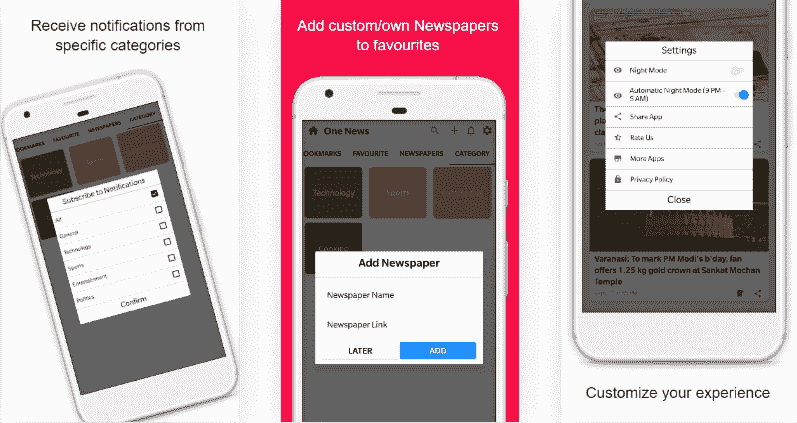 Receive notifications from
specific categories
OOKMARKS FAVOURITE NEWSPAPERS CATEGORY
Technology
Subscribe to Notifications
All
General
Technology
Sports
Entertainment
Politics
Confirm
Add custom/own Newspapers
to favourites
One News
OOKMARKS FAVOURITE NEWSPAPERS CATEGORY
Technology
Add Newspaper
Newspaper Name
Newspaper Link
LATER ADD
Settings
Night Mode
Automatic Night Mode (9 PM -
5 AM)
Share App
Rate Us
More Apps
Privacy Policy
Close
Varanasi: To mark PM Modi's b'day, fan
offers 1.25 kg gold crown at Sankat Mochan
Temple
Customize your experience